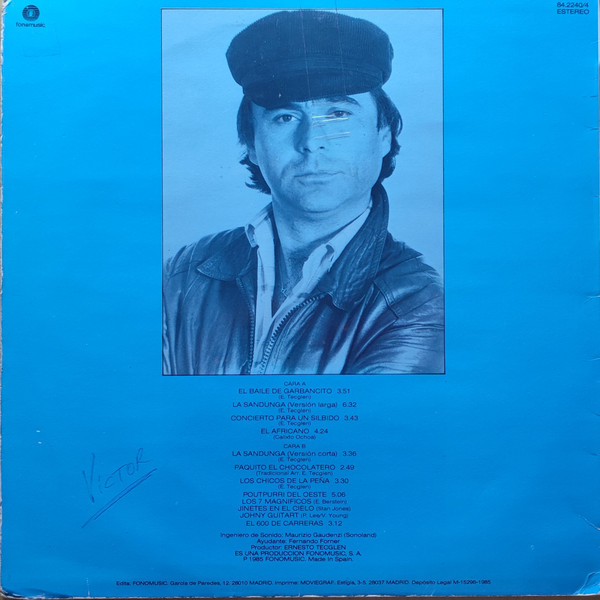 fonomusic
84.2240/4
ESTEREO
CARA A
EL BAILE DE GARBANCITO 3.51
(E. Tecglen)
LA SANDUNGA (Versión larga) 6.32
(E. Tecglen)
CONCIERTO PARA UN SILBIDO 3.43
(E. Tecglen)
EL AFRICANO 4.24
(Calixto Ochoa)
CARA B
LA SANDUNGA (Versión corta) 3.36
(E. Tecglen)
PAQUITO EL CHOCOLATERO 2.49
(Tradicional Arr. E. Tecglen)
LOS CHICOS DE LA PEÑA 3.30
(E. Tecglen)
POUTPURRI DEL OESTE 5.06
LOS 7 MAGNIFICOS (E. Berstein)
JINETES EN EL CIELO (Stan Jones)
JOHNY GUITART (P. Lee/V. Young)
EL 600 DE CARRERAS 3.12
VICTOR
Ingeniero de Sonido: Maurizio Gaudenzi (Sonoland)
Ayudante: Fernando Forner
Productor: ERNESTO TECGLEN
ES UNA PRODUCCION FONOMUSIC, S. A.
P 1985 FONOMUSIC. Made in Spain.
Edita: FONOMUSIC: García de Paredes, 12, 28010 MADRID. Imprime: MOVIEGRAF. Eelígia, 3-5, 28037 MADRID. Depósito Legal M-15298-1985